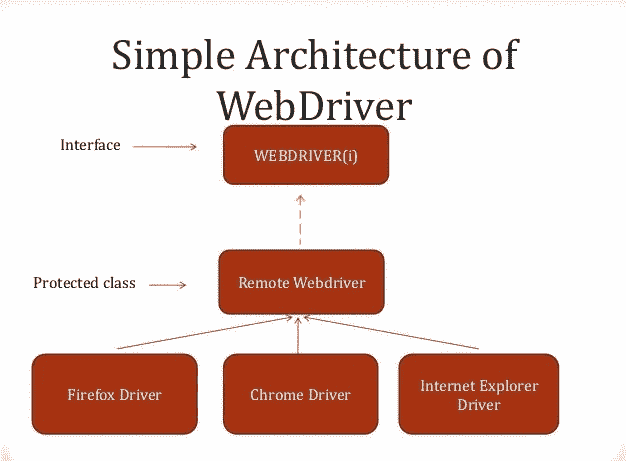 Simple Architecture of
WebDriver
Interface
WEBDRIVER(i)
Protected class
Remote Webdriver
Firefox Driver
Chrome Driver
Internet Explorer
Driver